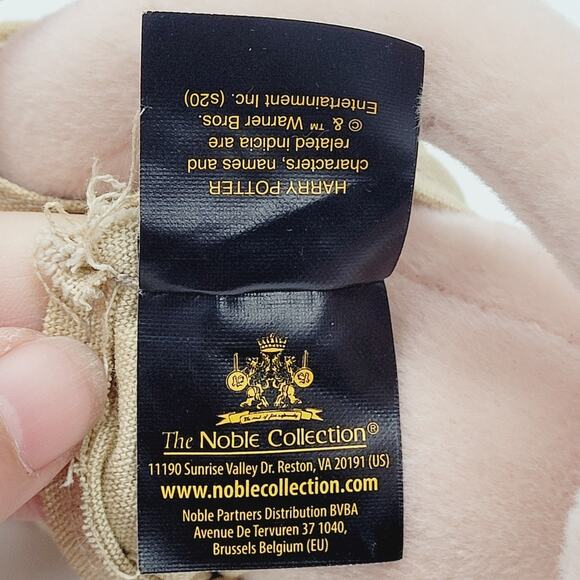 HARRY POTTER
characters, names and
related indicia are
© & ™ Warner Bros.
Entertainment Inc. (s20)
The Noble Collection®
11190 Sunrise Valley Dr. Reston, VA 20191 (US)
www.noblecollection.com
Noble Partners Distribution BVBA
Avenue De Tervuren 37 1040,
Brussels Belgium (EU)